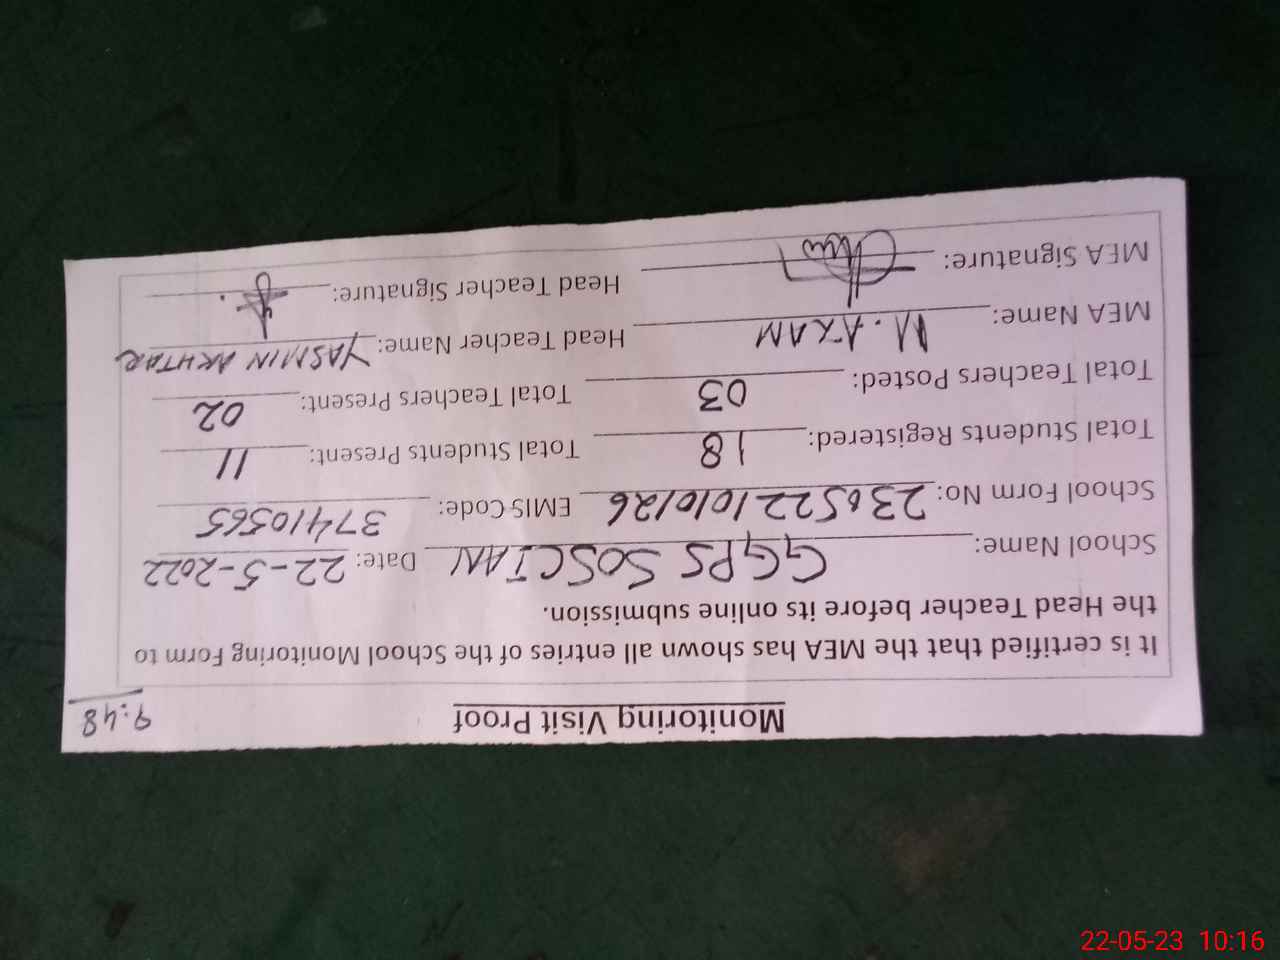 Monitoring Visit Proof
9:48
It is certified that the MEA has shown all entries of the School Monitoring Form to
the Head Teacher before its online submission.
School Name: GGPS SOSCIAN Date: 22-5-2022
School Form No: 230522101026 EMIS Code: 37410565
Total Students Registered: 18 Total Students Present: 11
Total Teachers Posted: 03 Total Teachers Present: 02
MEA Name: M. AZAM Head Teacher Name: YASMIN AKHTAR
MEA Signature: Head Teacher Signature:
22-05-23 10:16